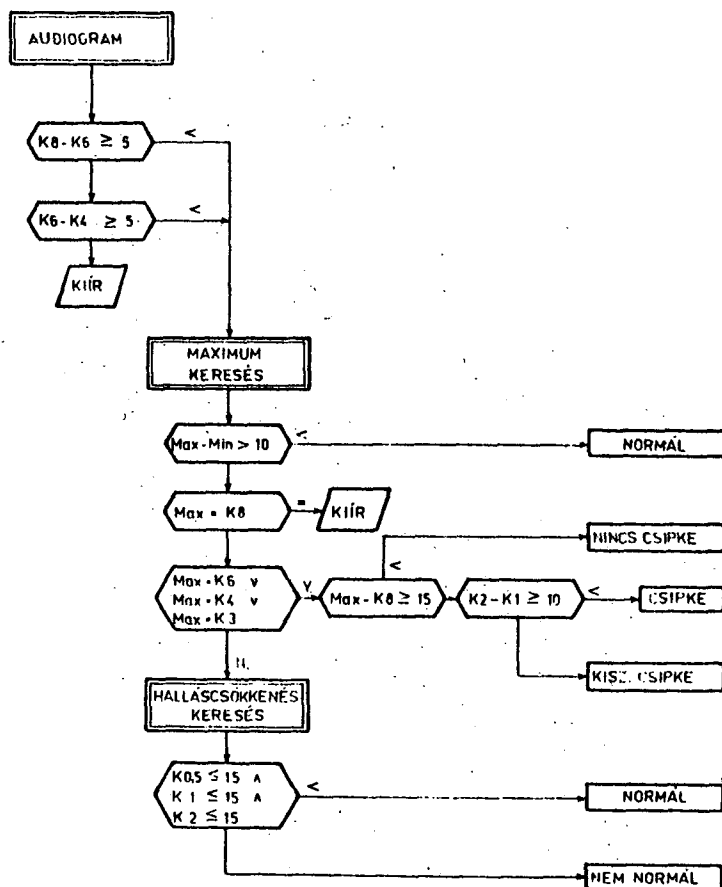 AUDIOGRAM
K8-K6 ≧ 5
<
K6-K4 ≧ 5
<
KIÍR
MAXIMUM
KERESÉS
Max-Min > 10
<
NORMÁL
Max = K8
=
KIÍR
NINCS CSIPKE
<
Max = K6 v
Max = K4 v
Max = K3
Y
Max-K8 ≧ 15
K2-K1 ≧ 10
<
CSIPKE
N.
KISZ. CSIPKE
HALLÁSCSÖKKENÉS
KERESÉS
K0,5 ≦ 15 ∧
K 1 ≦ 15 ∧
K 2 ≦ 15
<
NORMÁL
NEM NORMÁL